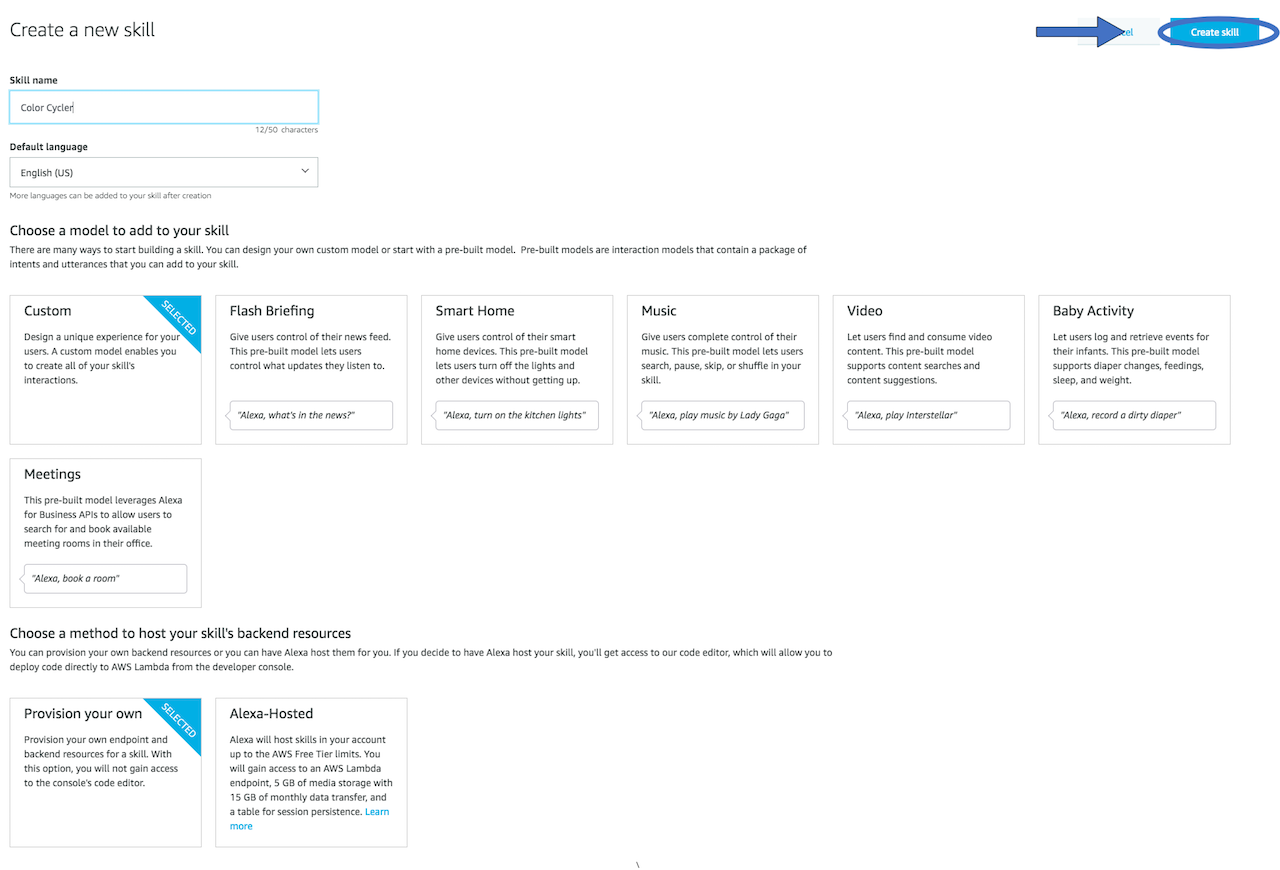 Create a new skill
Create skill
Skill name
Color Cycler
12/50 characters
Default language
English (US)
More languages can be added to your skill after creation
Choose a model to add to your skill
There are many ways to start building a skill. You can design your own custom model or start with a pre-built model. Pre-built models are interaction models that contain a package of
intents and utterances that you can add to your skill.
Custom
SELECTED
Design a unique experience for your
users. A custom model enables you
to create all of your skill's
interactions.
Flash Briefing
Give users control of their news feed.
This pre-built model lets users
control what updates they listen to.
"Alexa, what's in the news?"
Smart Home
Give users control of their smart
home devices. This pre-built model
lets users turn off the lights and
other devices without getting up.
"Alexa, turn on the kitchen lights"
Music
Give users complete control of their
music. This pre-built model lets users
search, pause, skip, or shuffle in your
skill.
"Alexa, play music by Lady Gaga"
Video
Let users find and consume video
content. This pre-built model
supports content searches and
content suggestions.
"Alexa, play Interstellar"
Baby Activity
Let users log and retrieve events for
their infants. This pre-built model
supports diaper changes, feedings,
sleep, and weight.
"Alexa, record a dirty diaper"
Meetings
This pre-built model leverages Alexa
for Business APIs to allow users to
search for and book available
meeting rooms in their office.
"Alexa, book a room"
Choose a method to host your skill's backend resources
You can provision your own backend resources or you can have Alexa host them for you. If you decide to have Alexa host your skill, you'll get access to our code editor, which will allow you to
deploy code directly to AWS Lambda from the developer console.
Provision your own
SELECTED
Provision your own endpoint and
backend resources for a skill. With
this option, you will not gain access
to the console's code editor.
Alexa-Hosted
Alexa will host skills in your account
up to the AWS Free Tier limits. You
will gain access to an AWS Lambda
endpoint, 5 GB of media storage with
15 GB of monthly data transfer, and
a table for session persistence. Learn
more
\